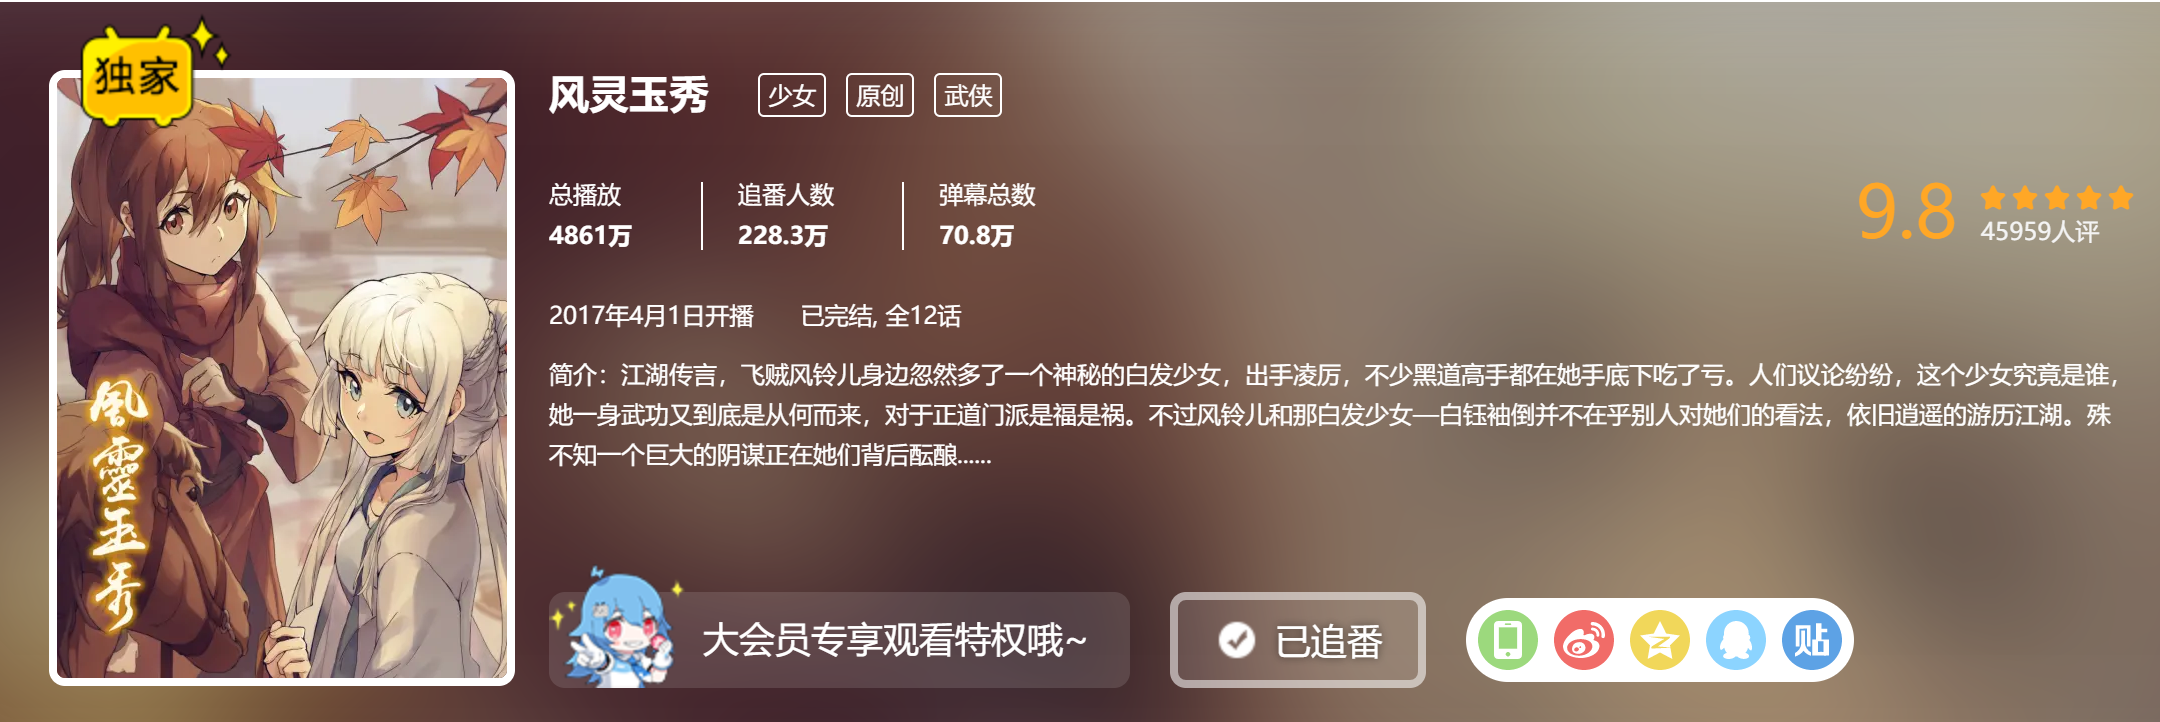 独家
風靈玉秀
风灵玉秀
少女 原创 武侠
总播放 追番人数 弹幕总数
4861万 228.3万 70.8万
9.8
45959人评
2017年4月1日开播 已完结, 全12话
简介：江湖传言，飞贼风铃儿身边忽然多了一个神秘的白发少女，出手凌厉，不少黑道高手都在她手底下吃了亏。人们议论纷纷，这个少女究竟是谁，
她一身武功又到底是从何而来，对于正道门派是福是祸。不过风铃儿和那白发少女—白钰袖倒并不在乎别人对她们的看法，依旧逍遥的游历江湖。殊
不知一个巨大的阴谋正在她们背后酝酿......
大会员专享观看特权哦~
已追番
贴